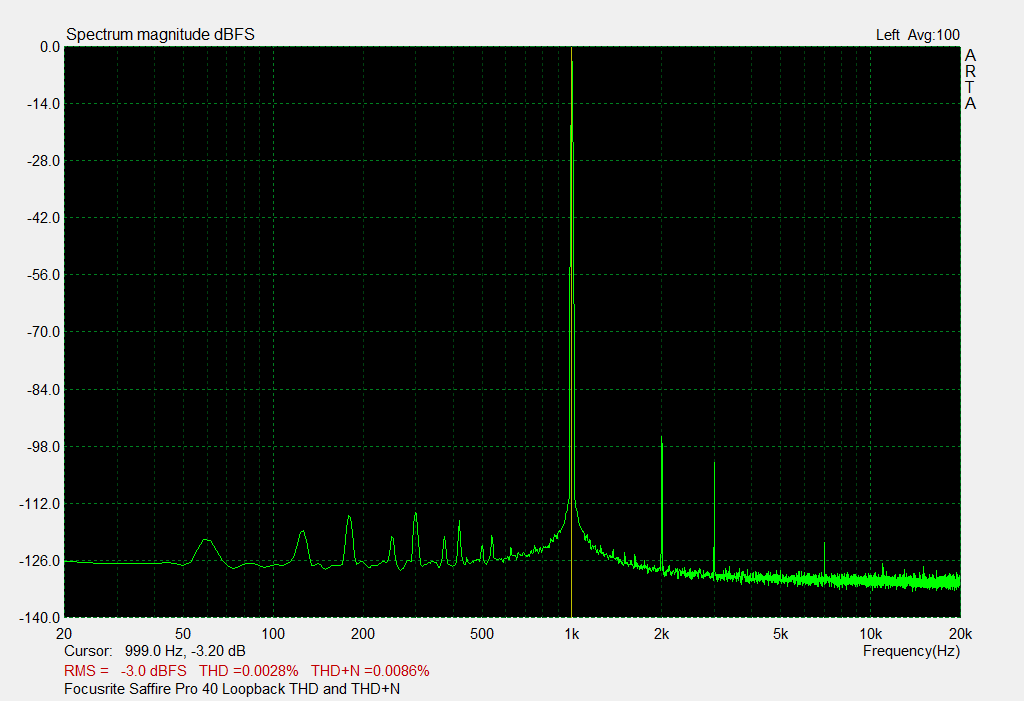 Spectrum magnitude dBFS
Left Avg:100
0.0
-14.0
-28.0
-42.0
-56.0
-70.0
-84.0
-98.0
-112.0
-126.0
-140.0
A
R
T
A
20 50 100 200 500 1k 2k 5k 10k 20k
Cursor: 999.0 Hz, -3.20 dB
Frequency(Hz)
RMS = -3.0 dBFS THD =0.0028% THD+N =0.0086%
Focusrite Saffire Pro 40 Loopback THD and THD+N